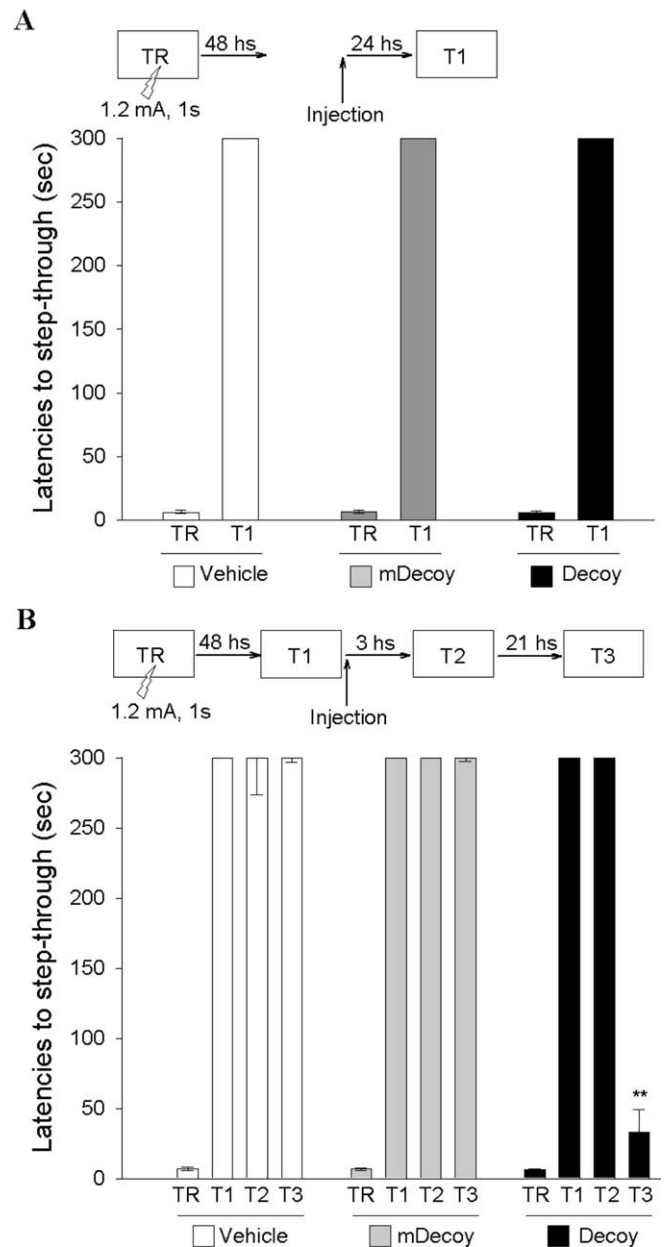 A
TR 48 hs 24 hs T1
1.2 mA, 1s
Injection
Latencies to step-through (sec)
300
250
200
150
100
50
0
TR T1 TR T1 TR T1
Vehicle mDecoy Decoy
B
TR 48 hs T1 3 hs T2 21 hs T3
1.2 mA, 1s
Injection
Latencies to step-through (sec)
300
250
200
150
100
50
0
**
TR T1 T2 T3 TR T1 T2 T3 TR T1 T2 T3
Vehicle mDecoy Decoy